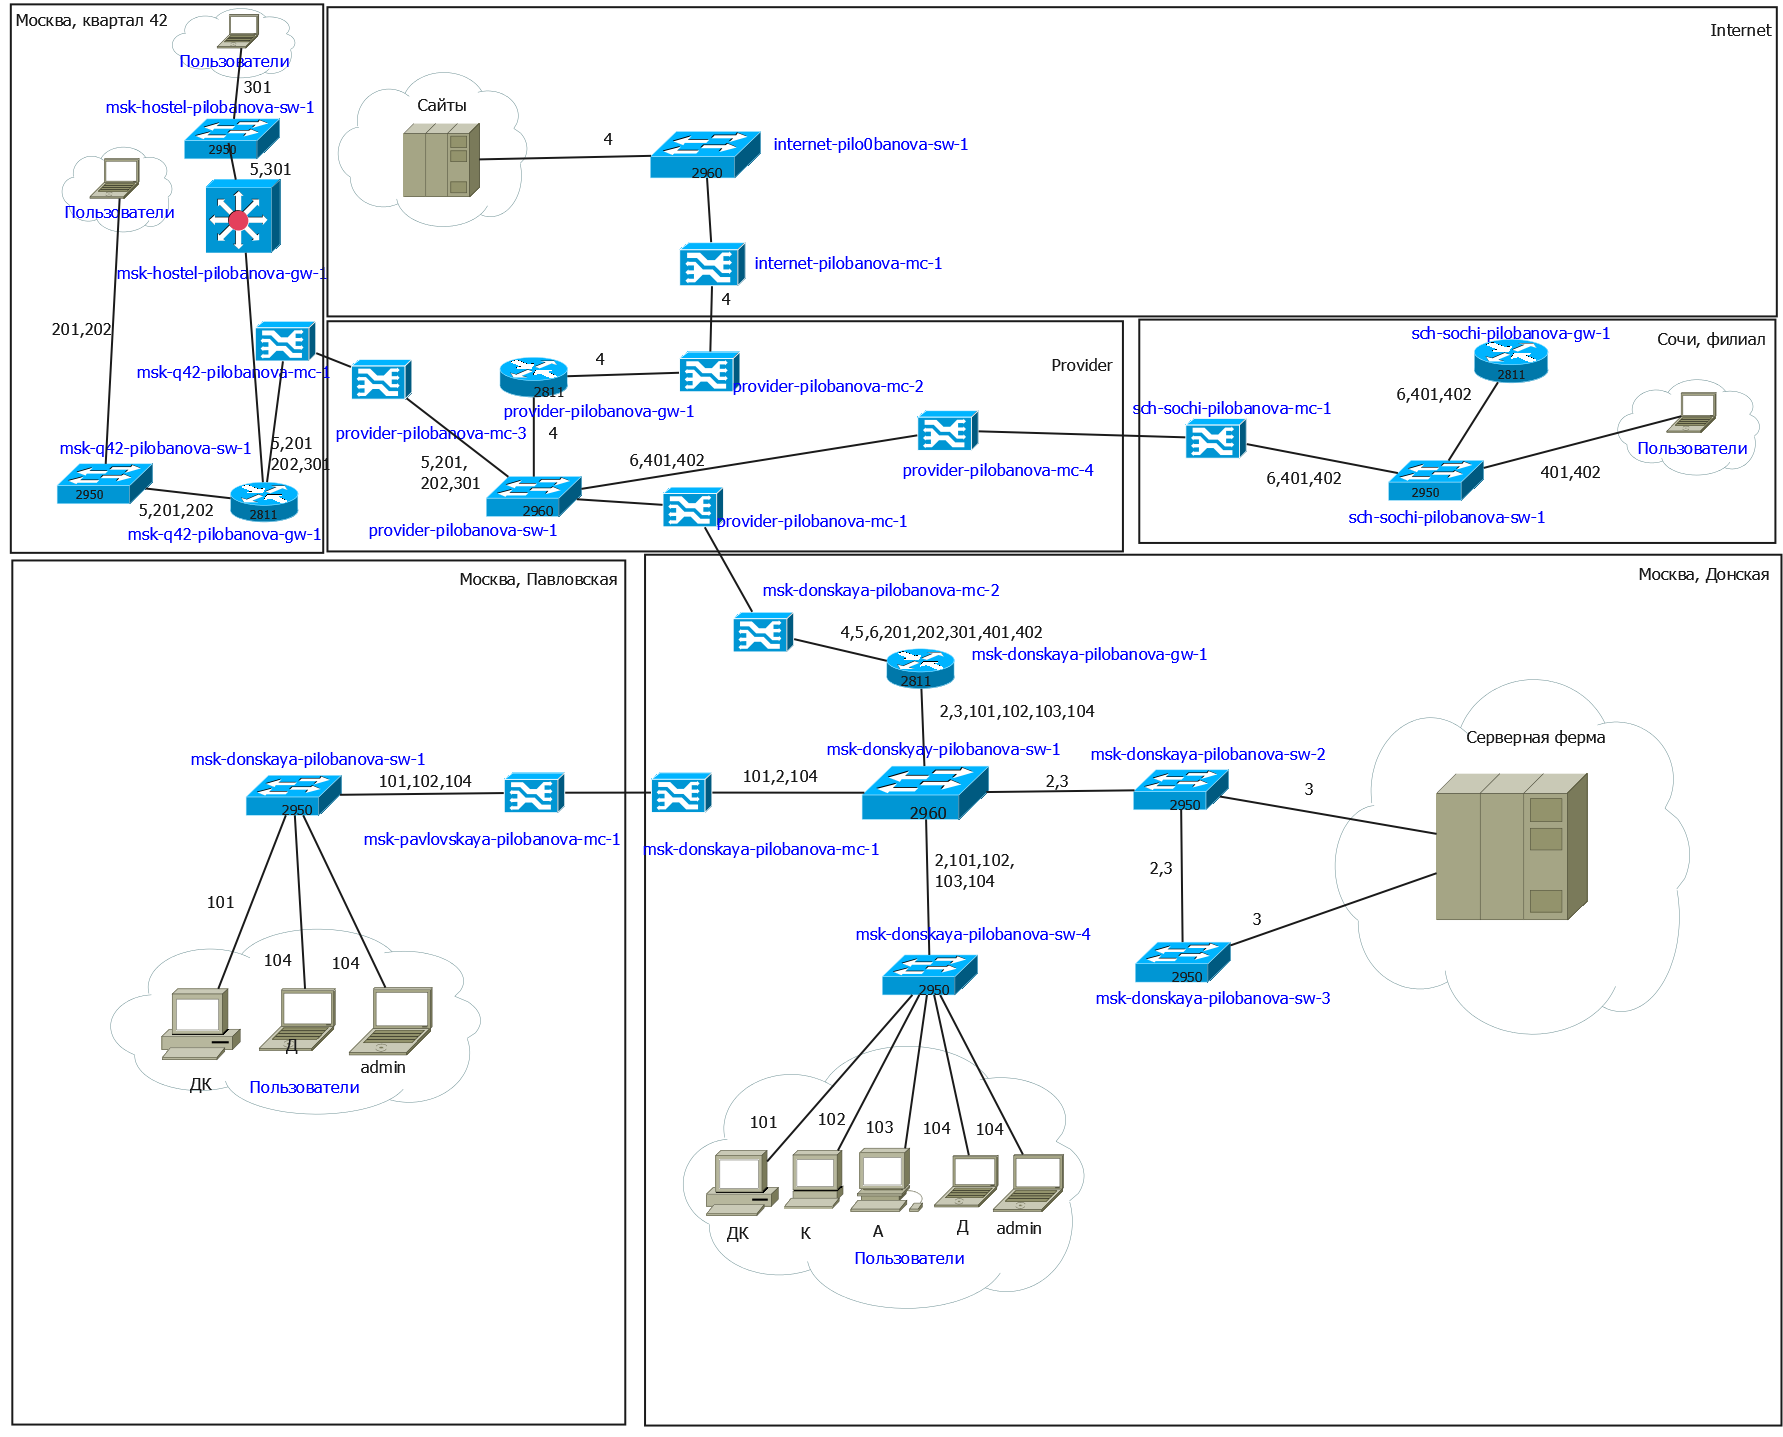 Москва, квартал 42
Пользователи
301
msk-hostel-pilobanova-sw-1
2950
5,301
Пользователи
msk-hostel-pilobanova-gw-1
201,202
msk-q42-pilobanova-mc-1
msk-q42-pilobanova-sw-1
2950
5,201
202,301
5,201,202
2811
msk-q42-pilobanova-gw-1
Internet
Сайты
4
internet-pilo0banova-sw-1
2960
internet-pilobanova-mc-1
4
Provider
4
2811
provider-pilobanova-mc-2
provider-pilobanova-gw-1
4
provider-pilobanova-mc-3
5,201,
202,301
6,401,402
provider-pilobanova-mc-4
2960
provider-pilobanova-sw-1
provider-pilobanova-mc-1
Сочи, филиал
sch-sochi-pilobanova-gw-1
2811
6,401,402
sch-sochi-pilobanova-mc-1
Пользователи
6,401,402
401,402
2950
sch-sochi-pilobanova-sw-1
Москва, Павловская
msk-donskaya-pilobanova-sw-1
101,102,104
2950
msk-pavlovskaya-pilobanova-mc-1
101
104
104
Д
admin
ДК
Пользователи
Москва, Донская
msk-donskaya-pilobanova-mc-2
4,5,6,201,202,301,401,402
msk-donskaya-pilobanova-gw-1
2811
2,3,101,102,103,104
msk-donskyay-pilobanova-sw-1
msk-donskaya-pilobanova-sw-2
Серверная ферма
101,2,104
2,3
3
2960
2950
msk-donskaya-pilobanova-mc-1
2,101,102,
103,104
2,3
3
msk-donskaya-pilobanova-sw-4
2950
2950
msk-donskaya-pilobanova-sw-3
101
102
103
104
104
ДК
К
А
Д
admin
Пользователи